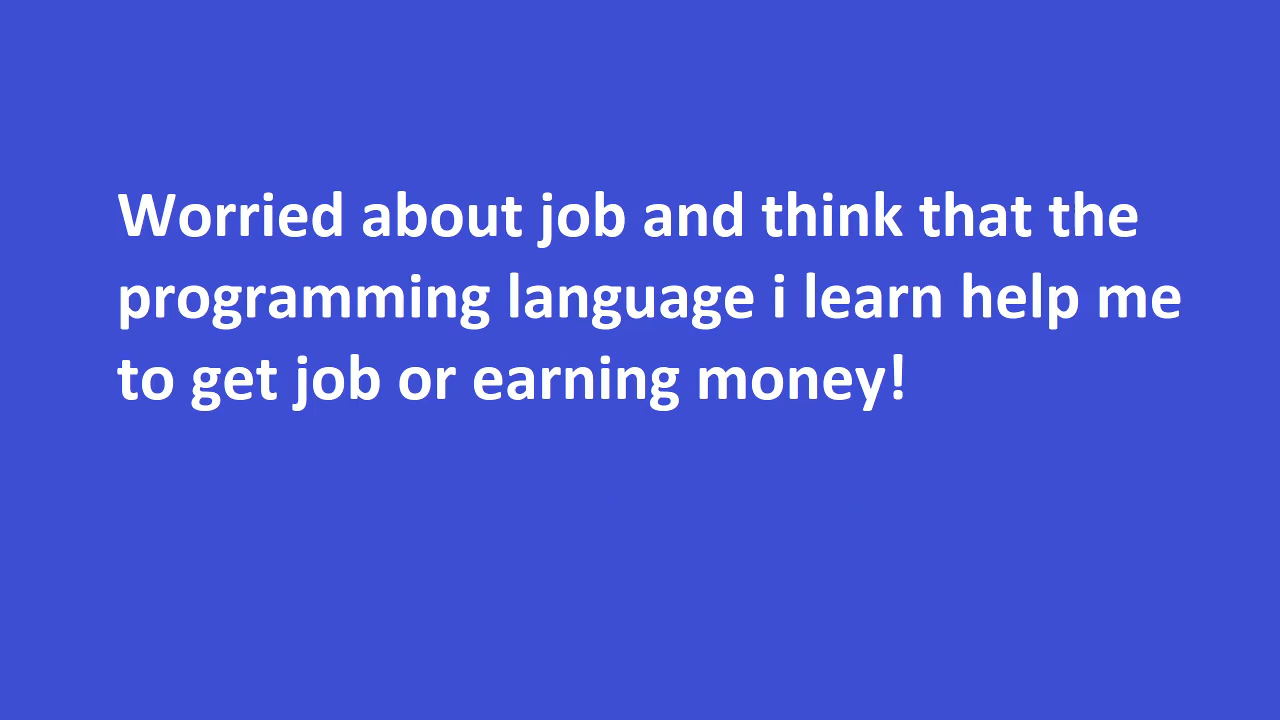 Worried about job and think that the
programming language i learn help me
to get job or earning money!